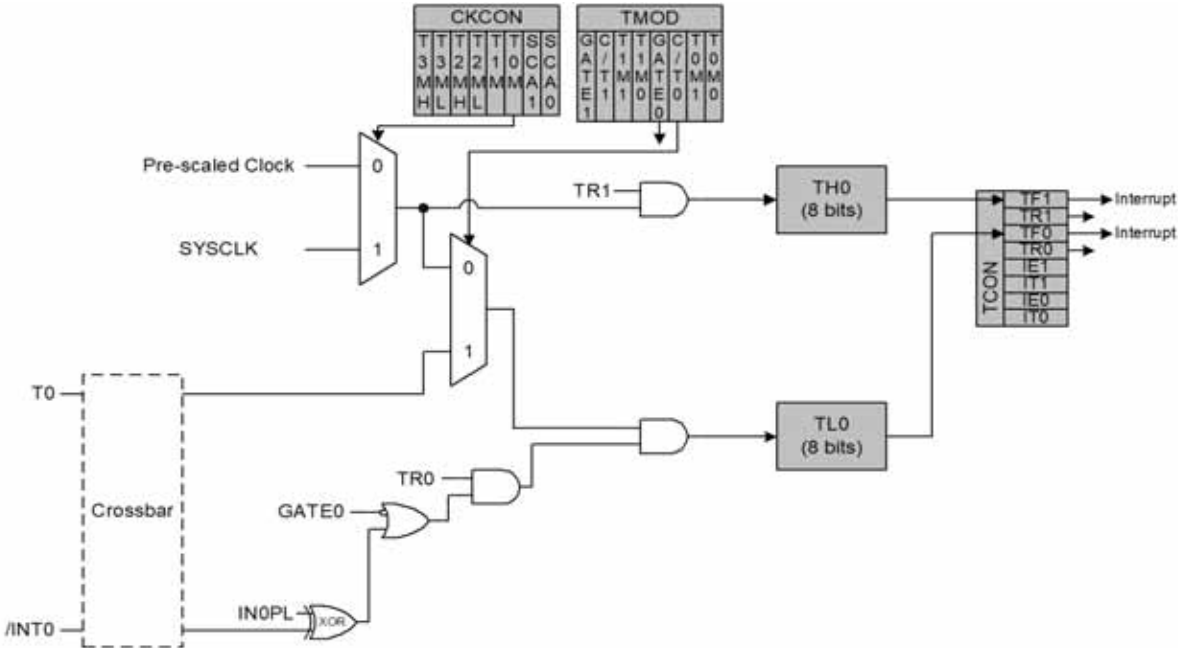 CKCON
T3MH T3ML T2MH T2ML T1M T0M SCA1 SCA0
TMOD
GATE1 C/T1 T1M1 T1M0 GATE0 C/T0 T0M1 T0M0
Pre-scaled Clock
0
SYSCLK
1
TR1
TH0
(8 bits)
TCON
TF1
TR1
TF0
TR0
IE1
IT1
IE0
IT0
Interrupt
Interrupt
0
1
T0
Crossbar
/INT0
TL0
(8 bits)
TR0
GATE0
IN0PL
XOR